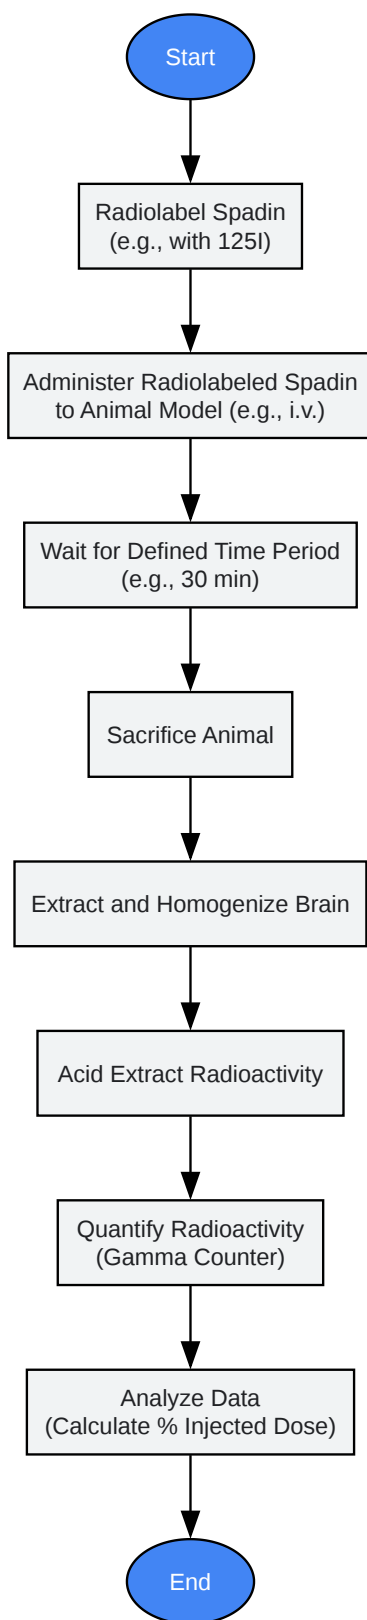 Start
Radiolabel Spadin
(e.g., with 125I)
Administer Radiolabeled Spadin
to Animal Model (e.g., i.v.)
Wait for Defined Time Period
(e.g., 30 min)
Sacrifice Animal
Extract and Homogenize Brain
Acid Extract Radioactivity
Quantify Radioactivity
(Gamma Counter)
Analyze Data
(Calculate % Injected Dose)
End